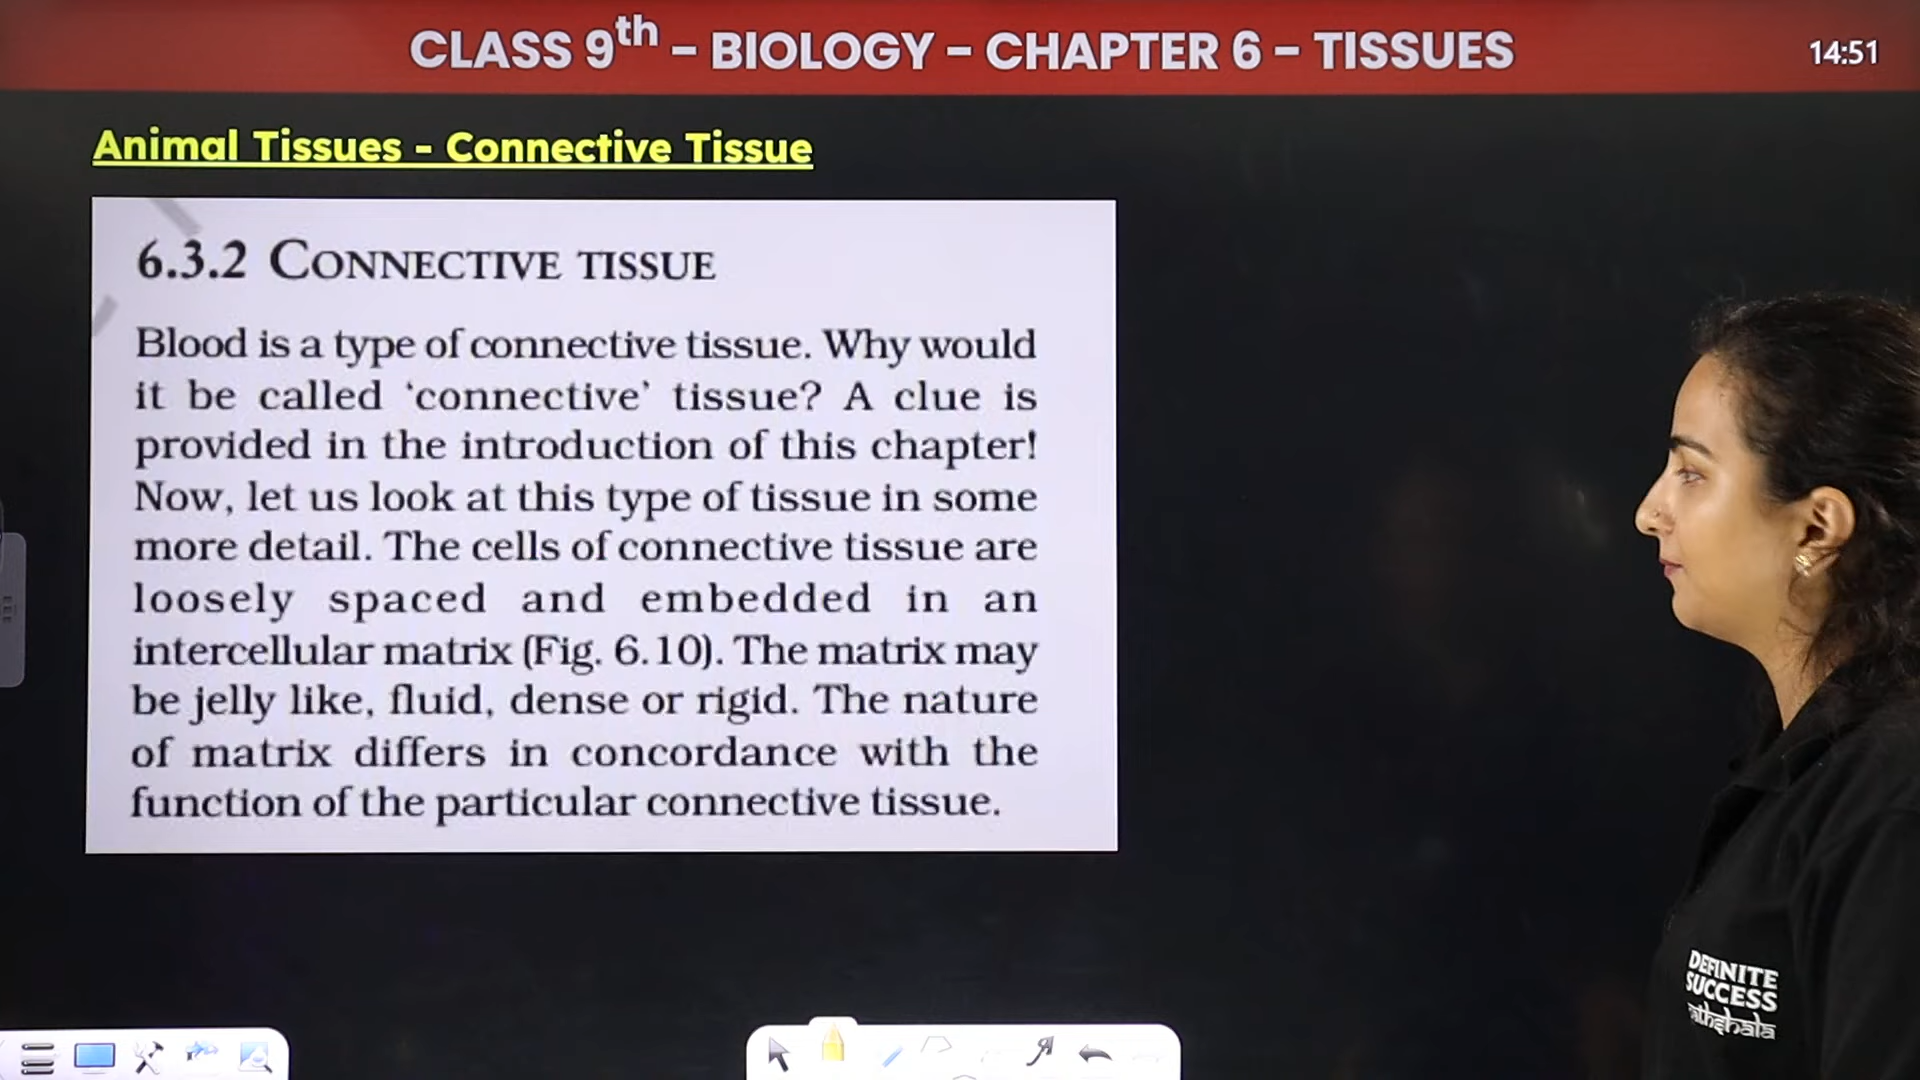 CLASS 9th – BIOLOGY – CHAPTER 6 – TISSUES
14:51
Animal Tissues - Connective Tissue
6.3.2 CONNECTIVE TISSUE
Blood is a type of connective tissue. Why would
it be called ‘connective’ tissue? A clue is
provided in the introduction of this chapter!
Now, let us look at this type of tissue in some
more detail. The cells of connective tissue are
loosely spaced and embedded in an
intercellular matrix (Fig. 6.10). The matrix may
be jelly like, fluid, dense or rigid. The nature
of matrix differs in concordance with the
function of the particular connective tissue.
DEFINITE
SUCCESS